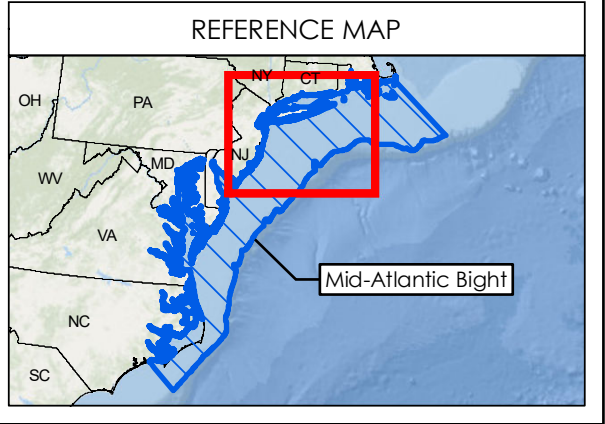 REFERENCE MAP
NY
CT
OH
PA
NJ
MD
WV
VA
Mid-Atlantic Bight
NC
SC